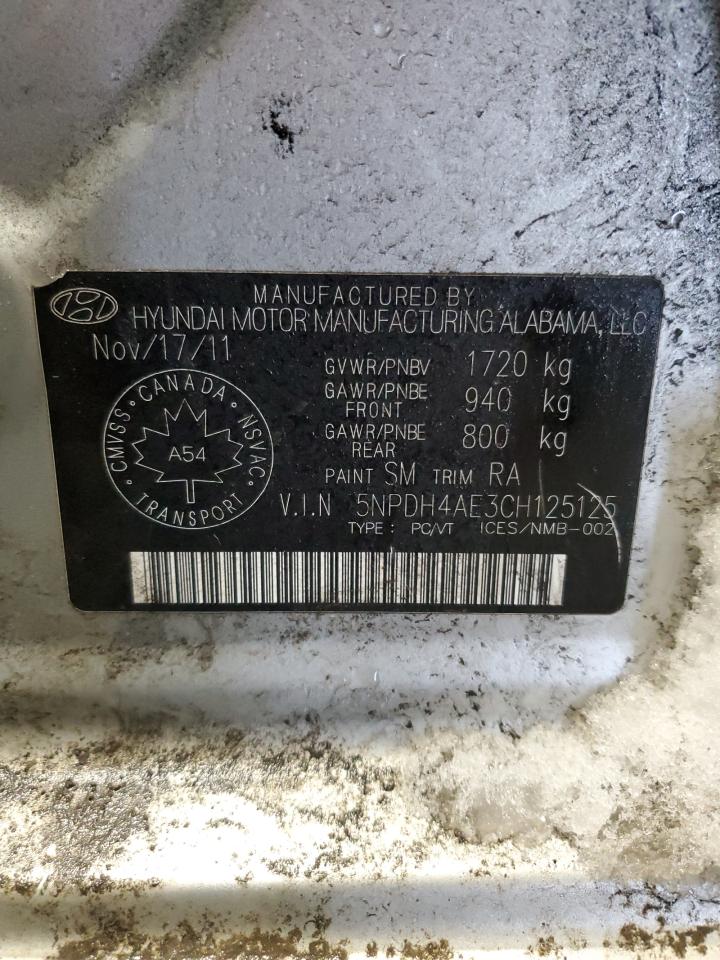 MANUFACTURED BY
HYUNDAI MOTOR MANUFACTURING ALABAMA, LLC
Nov/17/11
GVWR/PNBV 1720 kg
GAWR/PNBE FRONT 940 kg
GAWR/PNBE REAR 800 kg
CMVSS • CANADA • NSVAC • TRANSPORT •
A54
PAINT SM TRIM RA
V.I.N 5NPDH4AE3CH125125
TYPE : PC/VT ICES/NMB-002